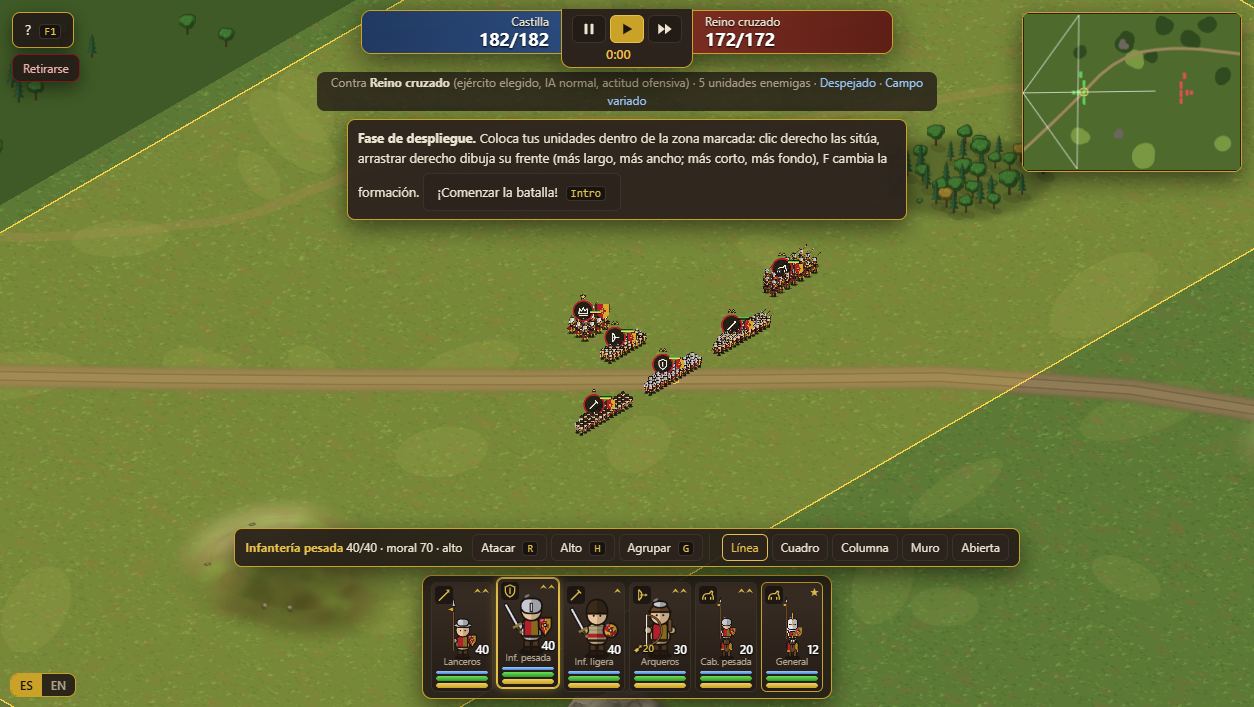 ? F1
Retirarse
Castilla
182/182
0:00
Reino cruzado
172/172
Contra Reino cruzado (ejército elegido, IA normal, actitud ofensiva) · 5 unidades enemigas · Despejado · Campo
variado
Fase de despliegue. Coloca tus unidades dentro de la zona marcada: clic derecho las sitúa,
arrastrar derecho dibuja su frente (más largo, más ancho; más corto, más fondo), F cambia la
formación. ¡Comenzar la batalla! Intro
Infantería pesada 40/40 · moral 70 · alto Atacar R Alto H Agrupar G Línea Cuadro Columna Muro Abierta
40
Lanceros
40
Inf. pesada
40
Inf. ligera
20 30
Arqueros
20
Cab. pesada
12
General
ES EN